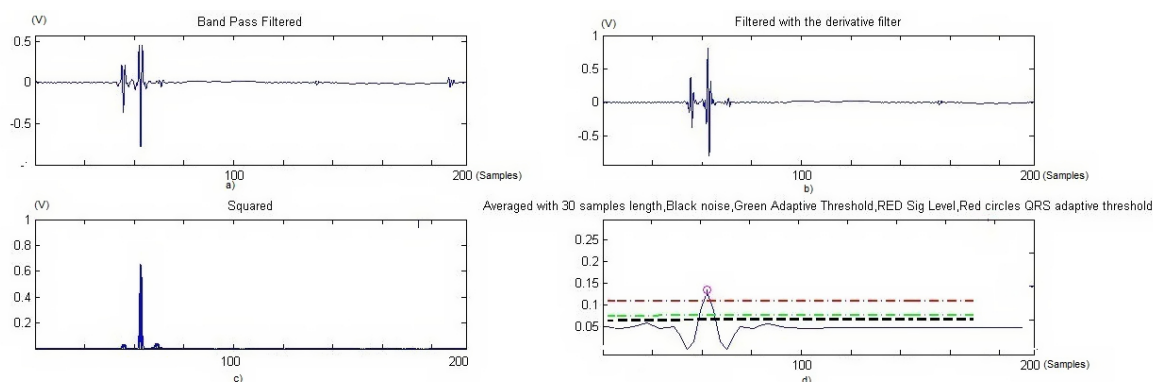 (V)
Band Pass Filtered
0.5
0
-0.5
-
100
200 (Samples)
a)
(V)
Filtered with the derivative filter
1
0.5
0
-0.5
100
200 (Samples)
b)
(V)
Squared
1
0.8
0.6
0.4
0.2
100
200 (Samples)
c)
Averaged with 30 samples length,Black noise,Green Adaptive Threshold,RED Sig Level,Red circles QRS adaptive threshold
0.25
0.2
0.15
0.1
0.05
100
200 (Samples)
d)